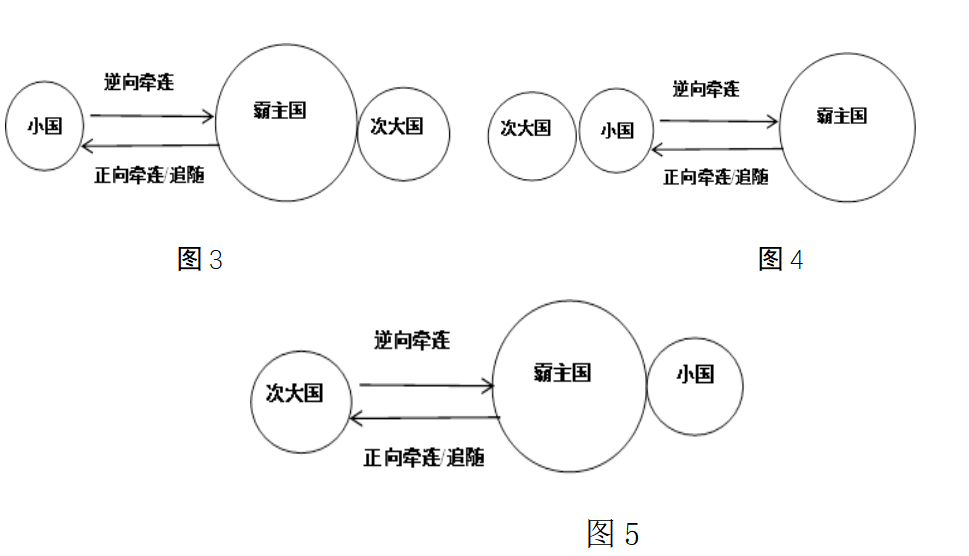 逆向牵连
小国
霸主国
次大国
正向牵连/追随
图3
逆向牵连
次大国
小国
霸主国
正向牵连/追随
图4
逆向牵连
次大国
霸主国
小国
正向牵连/追随
图5